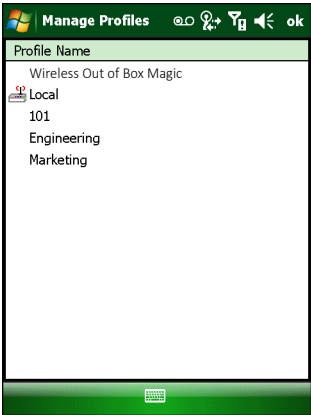 Manage Profiles ok
Profile Name
Wireless Out of Box Magic
Local
101
Engineering
Marketing